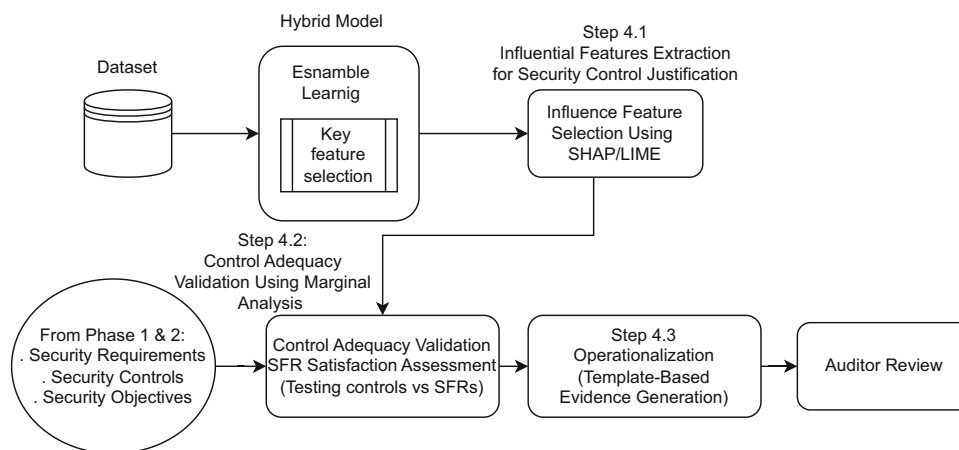 Hybrid Model
Dataset
Esnamble
Learnig
Key
feature
selection
Step 4.1
Influential Features Extraction
for Security Control Justification
Influence Feature
Selection Using
SHAP/LIME
Step 4.2:
Control Adequacy
Validation Using Marginal
Analysis
From Phase 1 & 2:
. Security Requirements
. Security Controls
. Security Objectives
Control Adequacy Validation
SFR Satisfaction Assessment
(Testing controls vs SFRs)
Step 4.3
Operationalization
(Template-Based
Evidence Generation)
Auditor Review